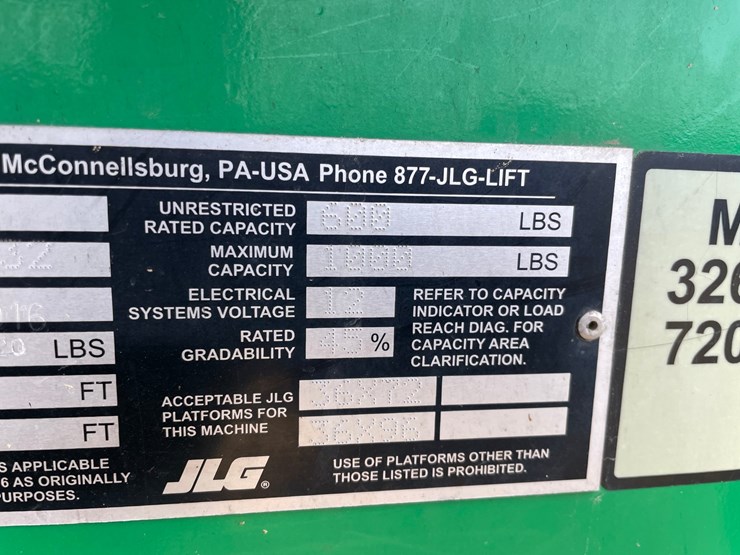 McConnellsburg, PA-USA Phone 877-JLG-LIFT
UNRESTRICTED
RATED CAPACITY 600 LBS
MAXIMUM
CAPACITY 1000 LBS
ELECTRICAL
SYSTEMS VOLTAGE 12
RATED
GRADABILITY 45 %
REFER TO CAPACITY
INDICATOR OR LOAD
REACH DIAG. FOR
CAPACITY AREA
CLARIFICATION.
16
LBS
FT
FT
ACCEPTABLE JLG
PLATFORMS FOR
THIS MACHINE
36X72
36X96
S APPLICABLE
6 AS ORIGINALLY
URPOSES.
JLG®
USE OF PLATFORMS OTHER THAN
THOSE LISTED IS PROHIBITED.
M
326
720